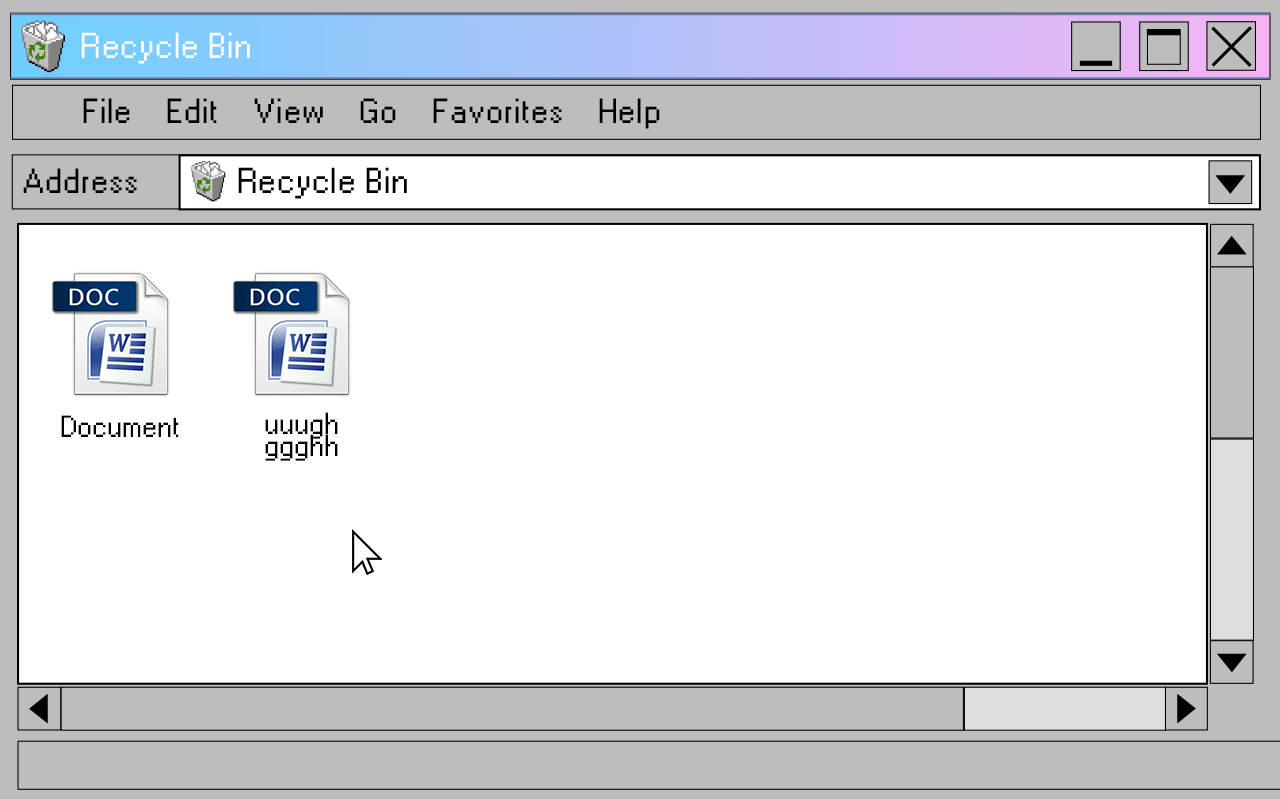 Recycle Bin
File Edit View Go Favorites Help
Address Recycle Bin
DOC DOC
W W
Document uuugh
ggghh